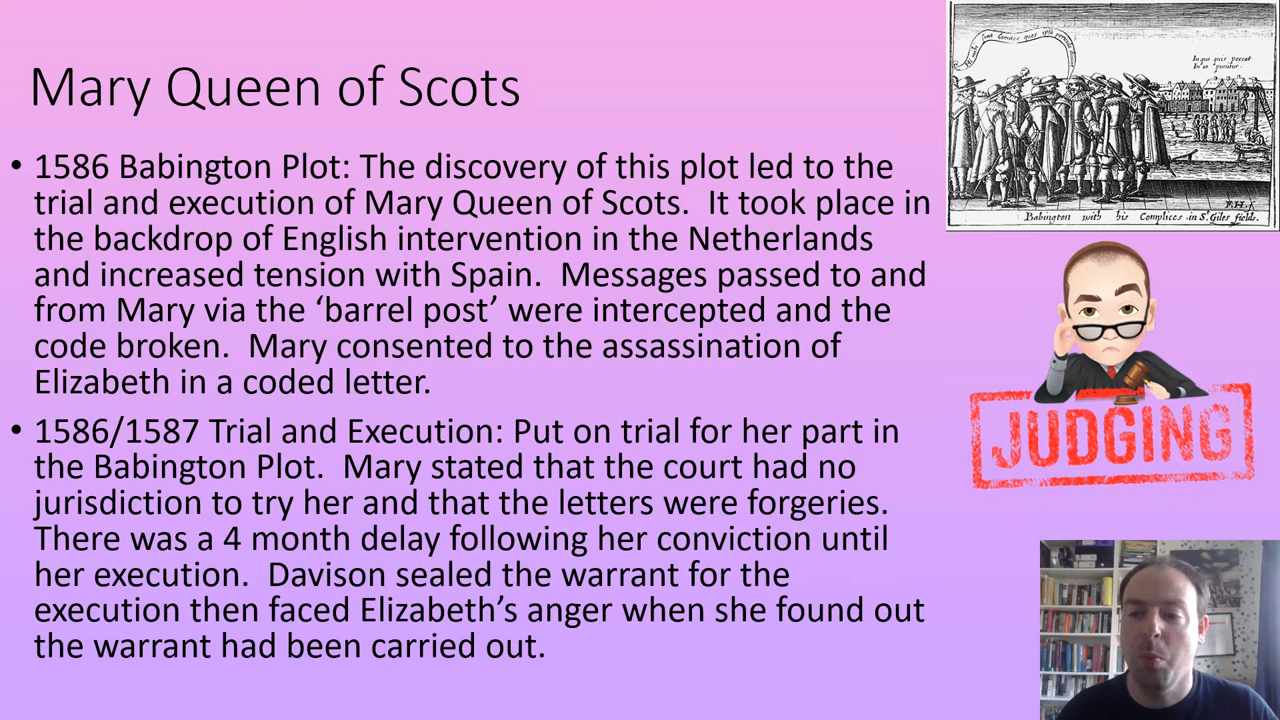 Mary Queen of Scots
• 1586 Babington Plot: The discovery of this plot led to the
trial and execution of Mary Queen of Scots.  It took place in
the backdrop of English intervention in the Netherlands
and increased tension with Spain.  Messages passed to and
from Mary via the ‘barrel post’ were intercepted and the
code broken.  Mary consented to the assassination of
Elizabeth in a coded letter.
• 1586/1587 Trial and Execution: Put on trial for her part in
the Babington Plot.  Mary stated that the court had no
jurisdiction to try her and that the letters were forgeries.
There was a 4 month delay following her conviction until
her execution.  Davison sealed the warrant for the
execution then faced Elizabeth’s anger when she found out
the warrant had been carried out.
Babington with his Complices in S. Giles fields.
JUDGING